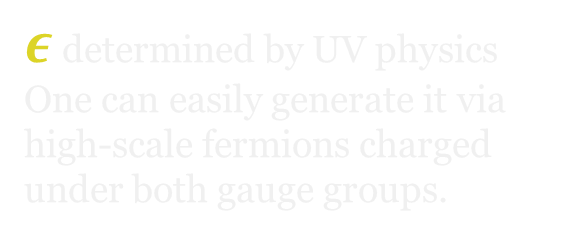 ϵ determined by UV physics
One can easily generate it via
high-scale fermions charged
under both gauge groups.